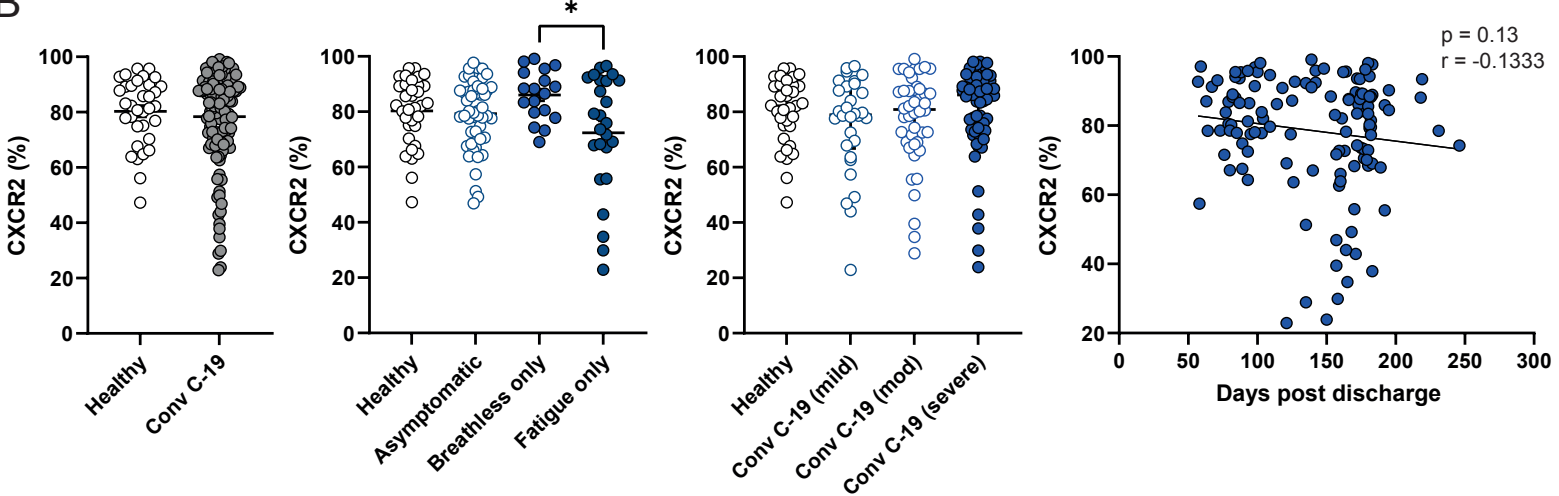 B
CXCR2 (%)
100
80
60
40
20
0
Healthy
Conv C-19
CXCR2 (%)
100
80
60
40
20
0
*
Healthy
Asymptomatic
Breathless only
Fatigue only
CXCR2 (%)
100
80
60
40
20
0
Healthy
Conv C-19 (mild)
Conv C-19 (mod)
Conv C-19 (severe)
p = 0.13
r = -0.1333
CXCR2 (%)
100
80
60
40
20
0 50 100 150 200 250 300
Days post discharge